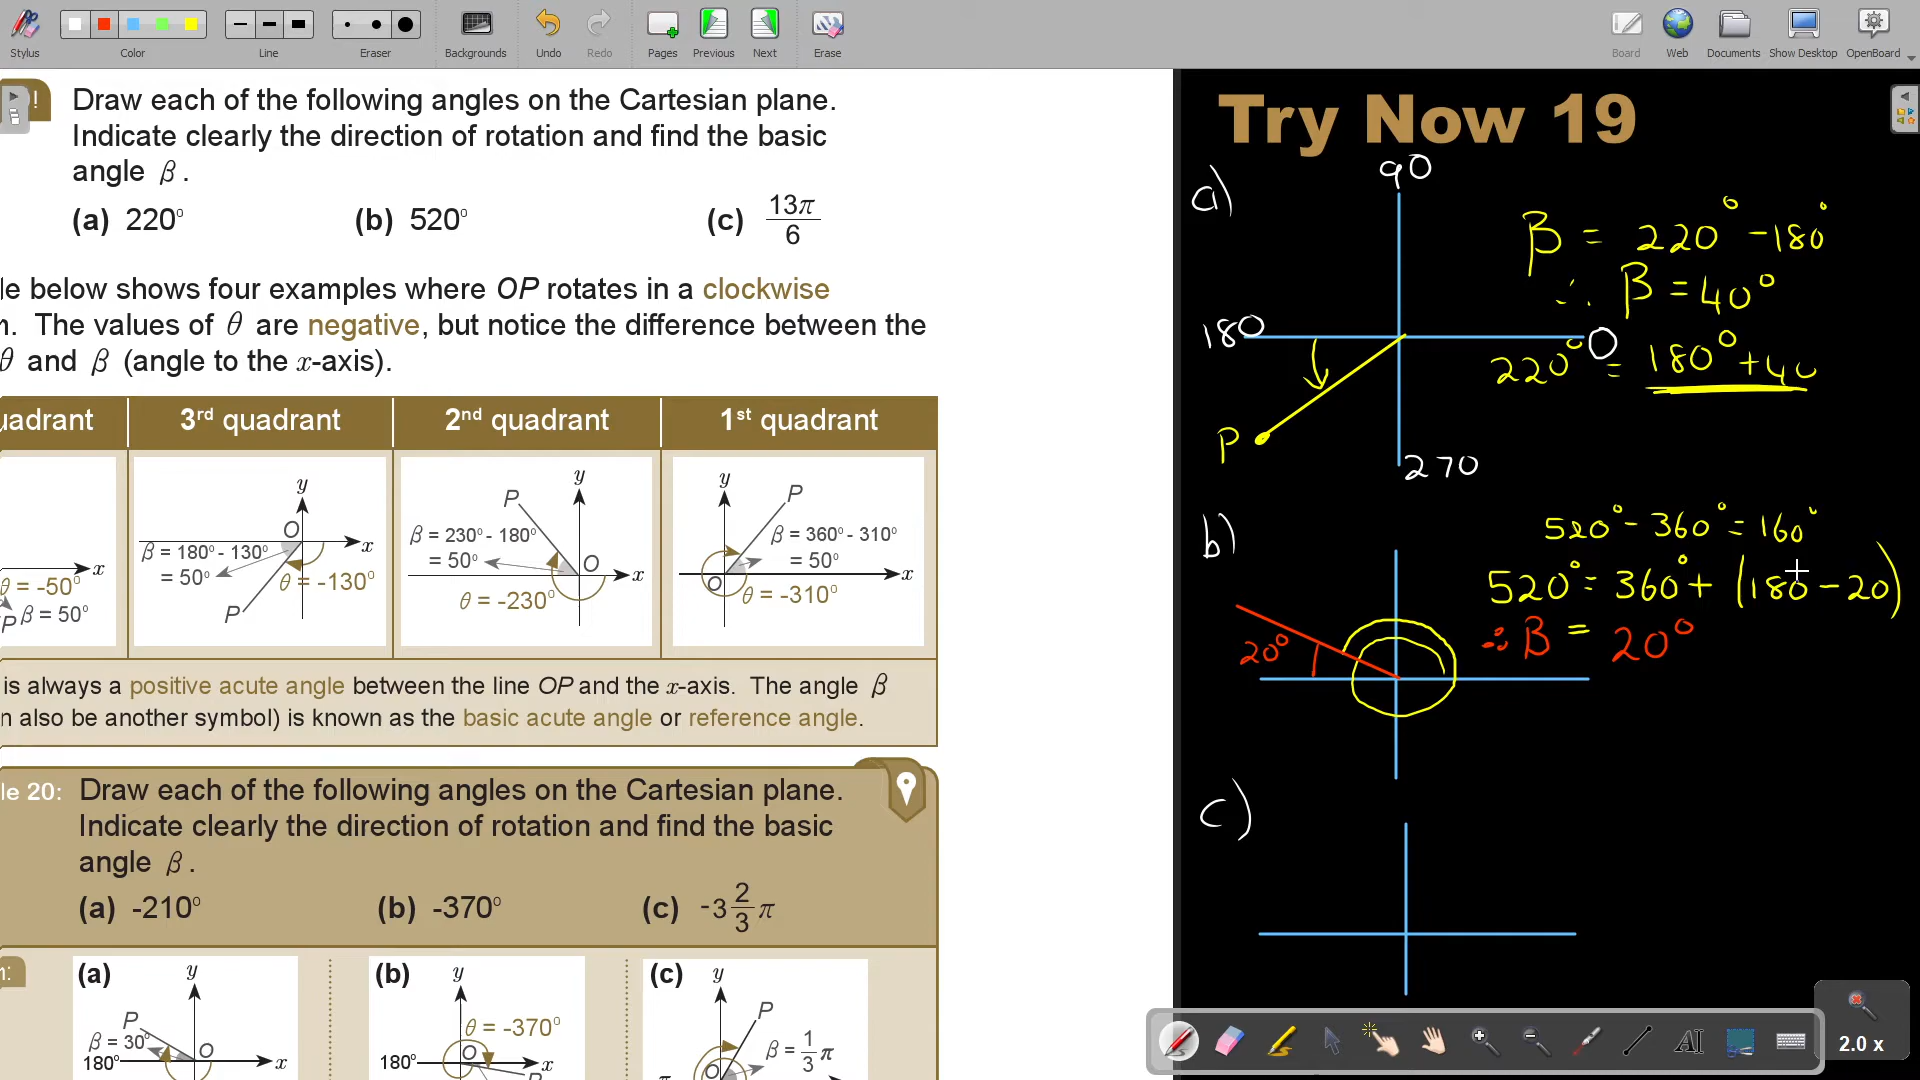 Stylus
Color
Line
Eraser
Backgrounds
Undo
Redo
Pages
Previous
Next
Erase
Board
Web
Documents
Show Desktop
OpenBoard
!
Draw each of the following angles on the Cartesian plane.
Indicate clearly the direction of rotation and find the basic
angle β.
(a) 220° (b) 520° (c) 13π/6
le below shows four examples where OP rotates in a clockwise
n. The values of θ are negative, but notice the difference between the
θ and β (angle to the x-axis).
uadrant
3rd quadrant
2nd quadrant
1st quadrant
x
θ = -50°
P β = 50°
y
O
x
β = 180° - 130°
= 50°
θ = -130°
P
y
P
β = 230° - 180°
= 50°
O
x
θ = -230°
y
P
β = 360° - 310°
= 50°
O
x
θ = -310°
is always a positive acute angle between the line OP and the x-axis. The angle β
n also be another symbol) is known as the basic acute angle or reference angle.
le 20: Draw each of the following angles on the Cartesian plane.
Indicate clearly the direction of rotation and find the basic
angle β.
(a) -210° (b) -370° (c) -3 2/3 π
n:
(a)
y
P
β = 30°
O
180°
x
(b)
y
θ = -370°
O
180°
x
P
(c)
y
P
β = 1/3 π
O
π
Try Now 19
a)
90
180
0
270
P
β = 220° - 180°
∴ β = 40°
220° = 180° + 40
b)
520° - 360° = 160°
520° = 360° + (180 - 20)
∴ β = 20°
20°
c)
2.0 x